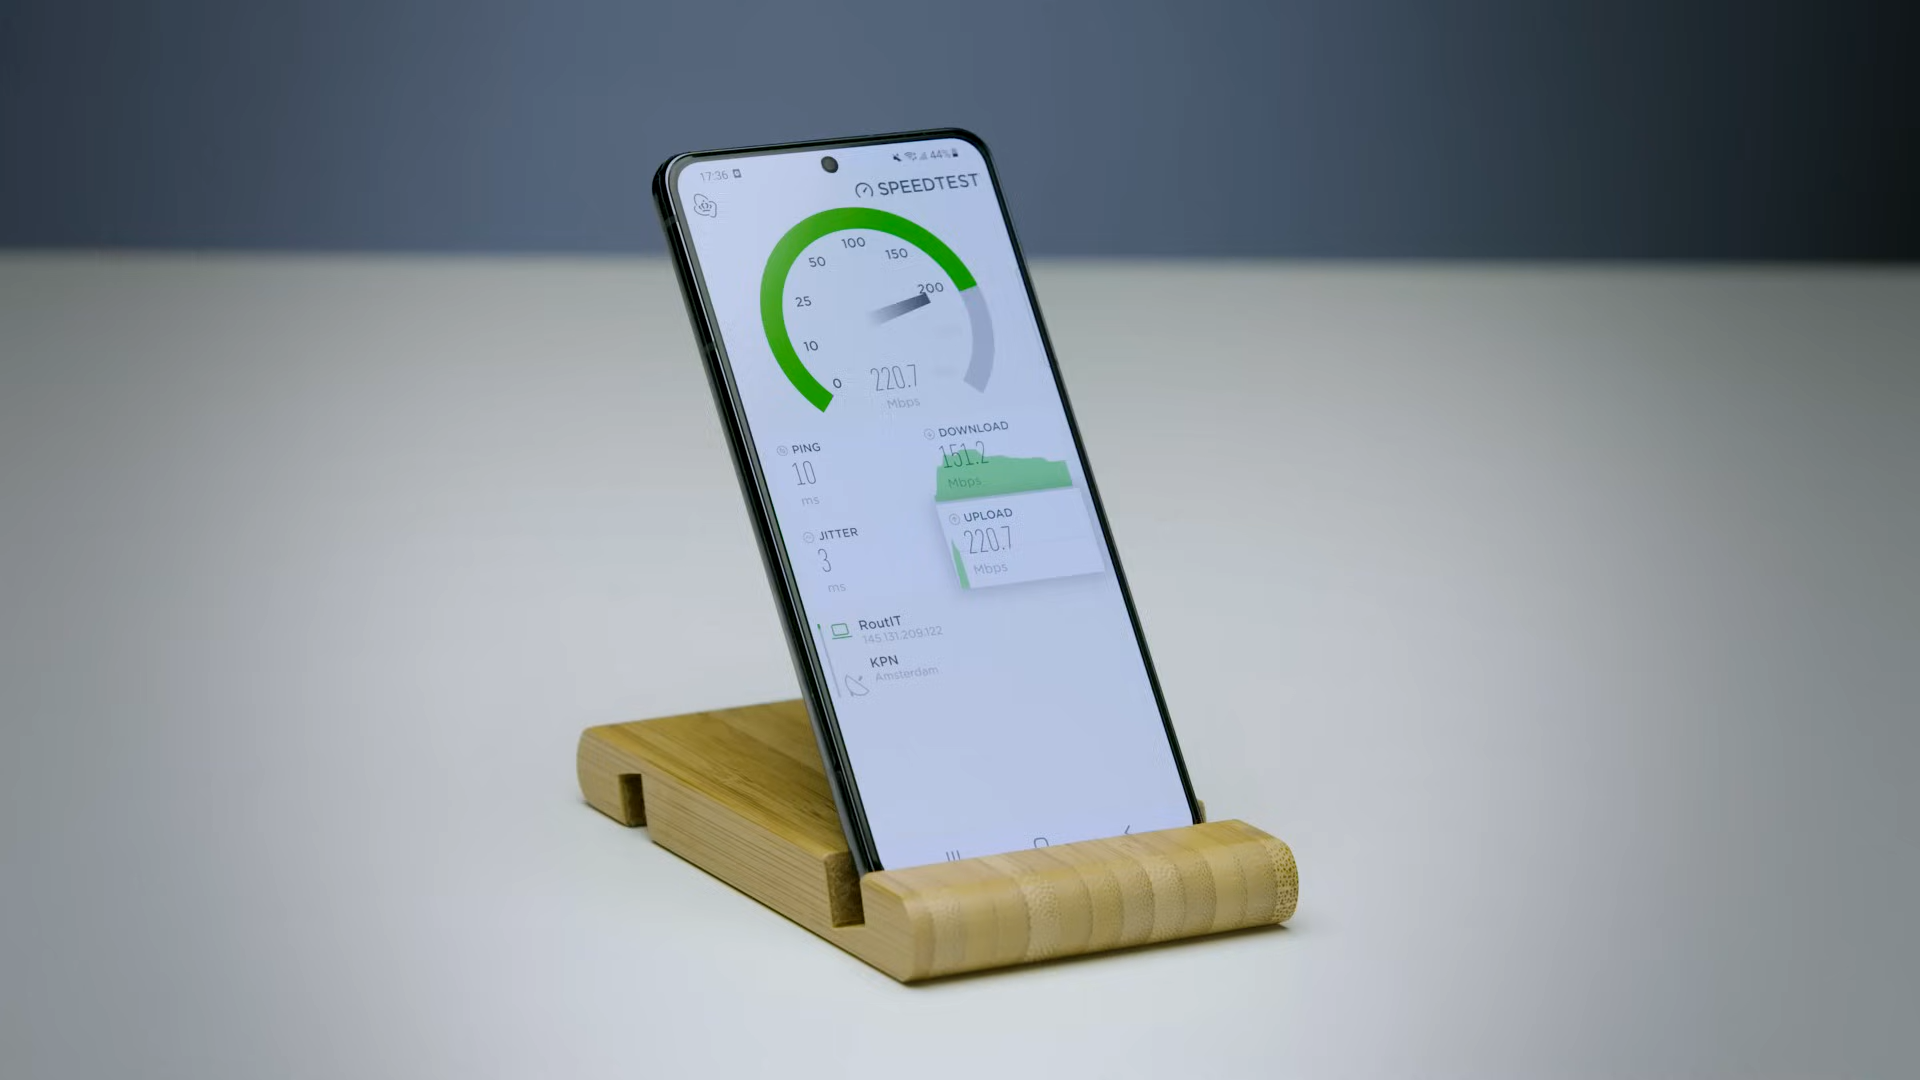 17:36
44%
SPEEDTEST
0
10
25
50
100
150
200
220.7
Mbps
PING
10
ms
DOWNLOAD
151.2
Mbps
JITTER
3
ms
UPLOAD
220.7
Mbps
RoutIT
145.131.209.122
KPN
Amsterdam